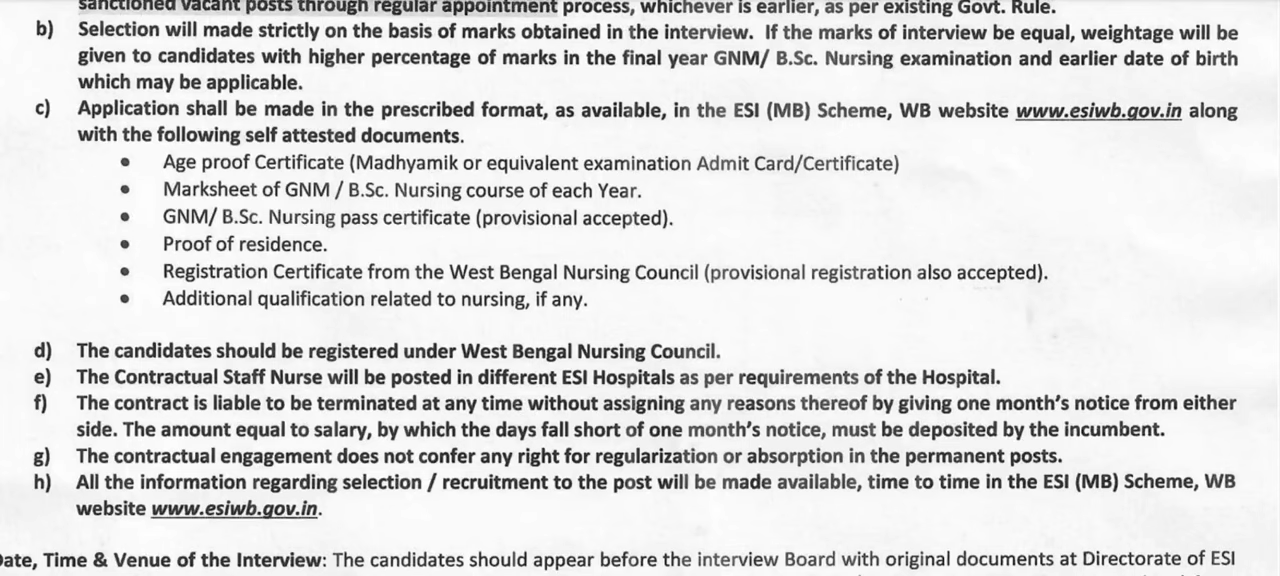 sanctioned vacant posts through regular appointment process, whichever is earlier, as per existing Govt. Rule.
b) Selection will made strictly on the basis of marks obtained in the interview. If the marks of interview be equal, weightage will be
given to candidates with higher percentage of marks in the final year GNM/ B.Sc. Nursing examination and earlier date of birth
which may be applicable.
c) Application shall be made in the prescribed format, as available, in the ESI (MB) Scheme, WB website www.esiwb.gov.in along
with the following self attested documents.
• Age proof Certificate (Madhyamik or equivalent examination Admit Card/Certificate)
• Marksheet of GNM / B.Sc. Nursing course of each Year.
• GNM/ B.Sc. Nursing pass certificate (provisional accepted).
• Proof of residence.
• Registration Certificate from the West Bengal Nursing Council (provisional registration also accepted).
• Additional qualification related to nursing, if any.
d) The candidates should be registered under West Bengal Nursing Council.
e) The Contractual Staff Nurse will be posted in different ESI Hospitals as per requirements of the Hospital.
f) The contract is liable to be terminated at any time without assigning any reasons thereof by giving one month's notice from either
side. The amount equal to salary, by which the days fall short of one month's notice, must be deposited by the incumbent.
g) The contractual engagement does not confer any right for regularization or absorption in the permanent posts.
h) All the information regarding selection / recruitment to the post will be made available, time to time in the ESI (MB) Scheme, WB
website www.esiwb.gov.in.
Date, Time & Venue of the Interview: The candidates should appear before the interview Board with original documents at Directorate of ESI